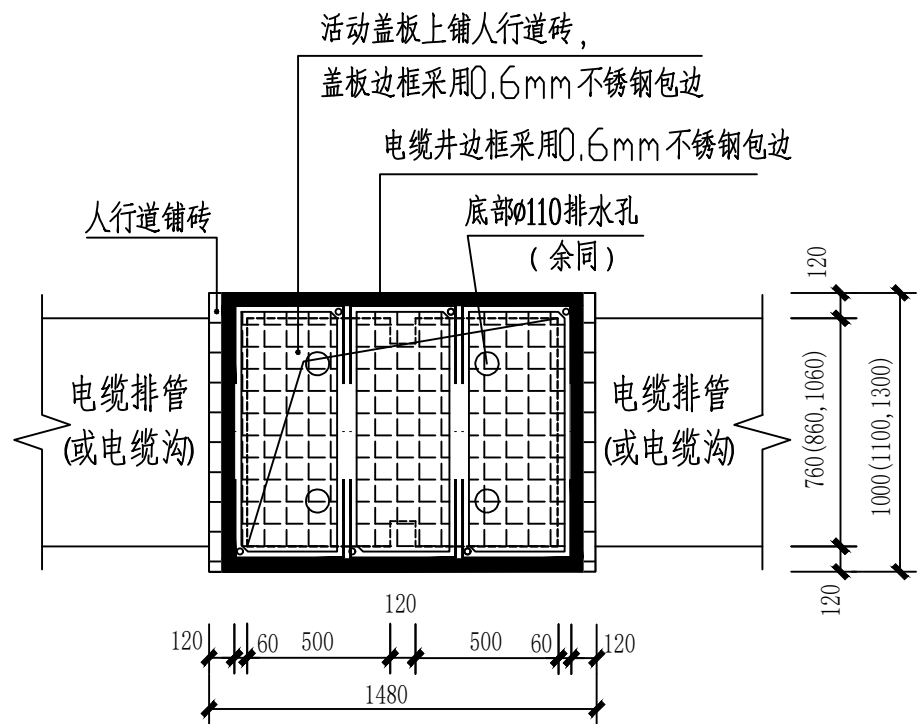 活动盖板上铺人行道砖，
盖板边框采用0.6mm不锈钢包边
电缆井边框采用0.6mm不锈钢包边
人行道铺砖
底部ø110排水孔
（余同）
电缆排管
(或电缆沟)
电缆排管
(或电缆沟)
120
760(860,1060)
1000(1100,1300)
120
120
120
60
500
500
60
120
1480